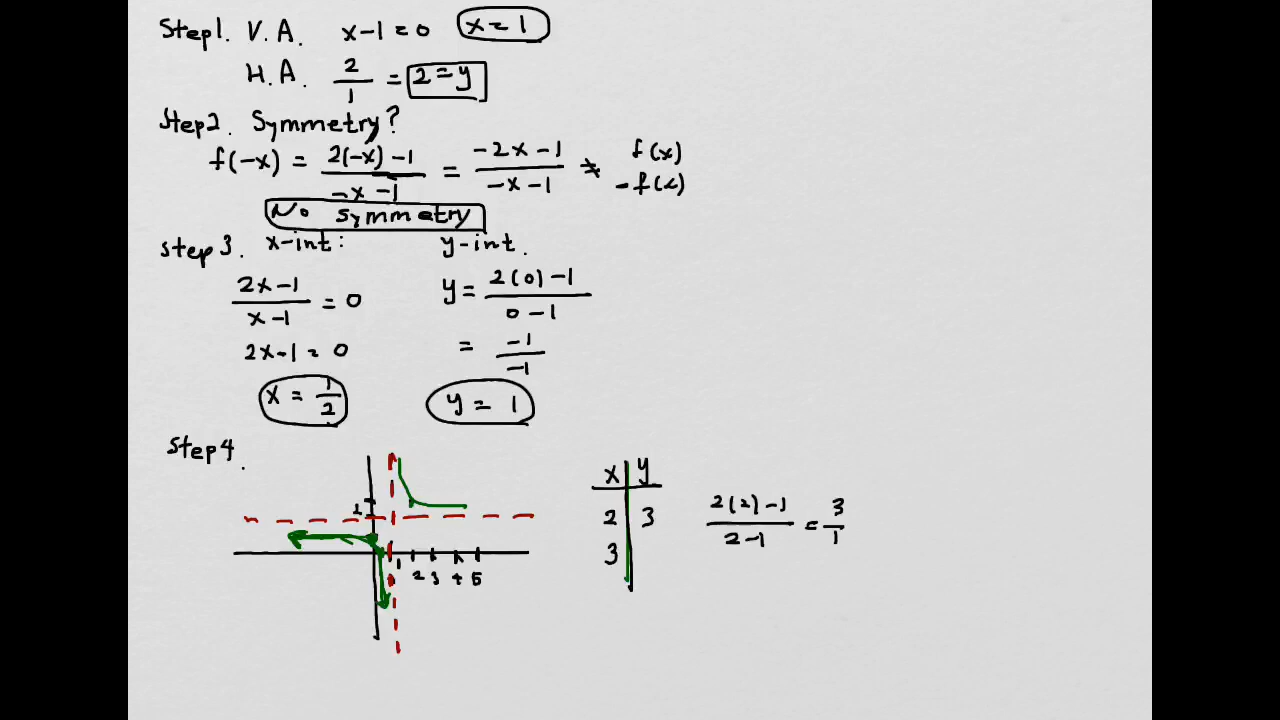 Step1. V.A. x-1=0 x=1
H.A. 2/1 = 2=y
Step2. Symmetry?
f(-x) = 2(-x)-1/-x-1 = -2x-1/-x-1 ≠ f(x) -f(x)
No symmetry
Step3. x-int: y-int.
2x-1/x-1 = 0 y = 2(0)-1/0-1
2x-1=0 = -1/-1
x = 1/2 y = 1
Step4.
x y
2 3 2(2)-1/2-1 = 3/1
3
1 2 3 4 5